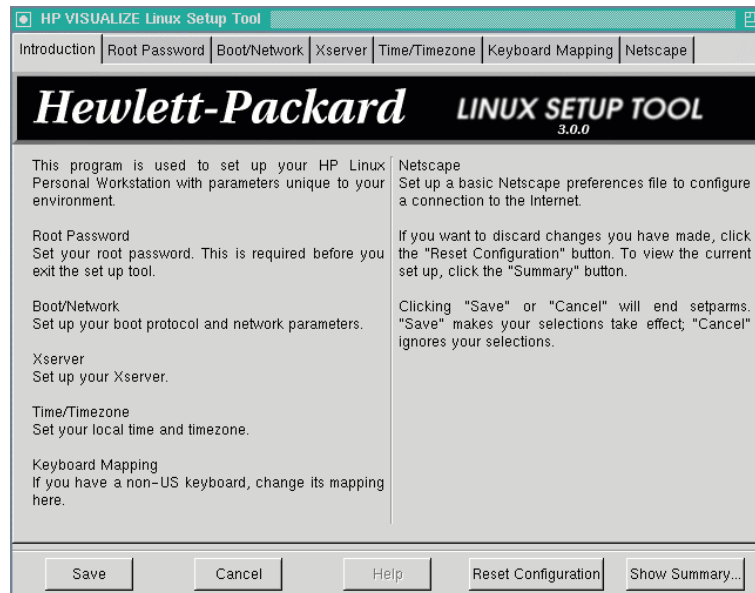 HP VISUALIZE Linux Setup Tool
Introduction Root Password Boot/Network Xserver Time/Timezone Keyboard Mapping Netscape
Hewlett-Packard LINUX SETUP TOOL
3.0.0
This program is used to set up your HP Linux
Personal Workstation with parameters unique to your
environment.
Root Password
Set your root password. This is required before you
exit the set up tool.
Boot/Network
Set up your boot protocol and network parameters.
Xserver
Set up your Xserver.
Time/Timezone
Set your local time and timezone.
Keyboard Mapping
If you have a non-US keyboard, change its mapping
here.
Netscape
Set up a basic Netscape preferences file to configure
a connection to the Internet.
If you want to discard changes you have made, click
the "Reset Configuration" button. To view the current
set up, click the "Summary" button.
Clicking "Save" or "Cancel" will end setparms.
"Save" makes your selections take effect; "Cancel"
ignores your selections.
Save Cancel Help Reset Configuration Show Summary...